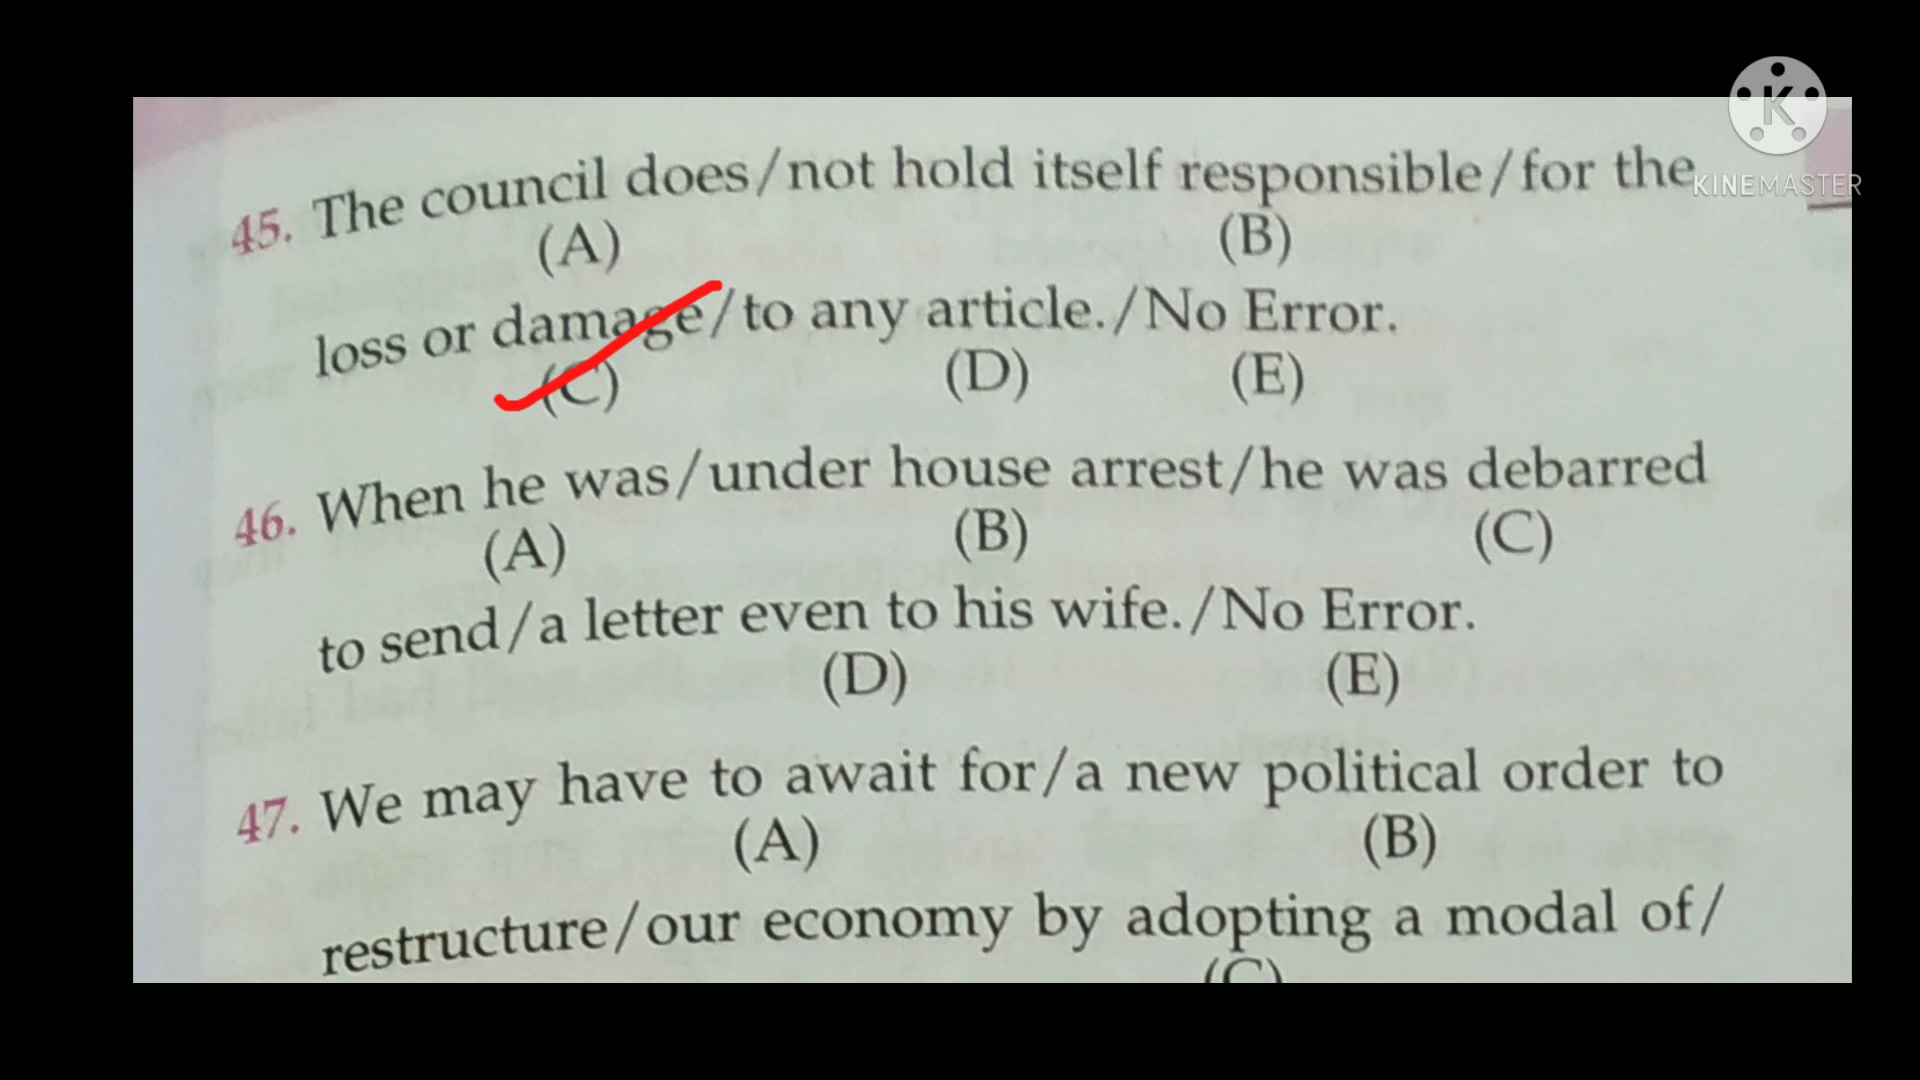 K
KINEMASTER
45. The council does/not hold itself responsible/for the
(A) (B)
loss or damage/to any article./No Error.
(C) (D) (E)
46. When he was/under house arrest/he was debarred
(A) (B) (C)
to send/a letter even to his wife./No Error.
(D) (E)
47. We may have to await for/a new political order to
(A) (B)
restructure/our economy by adopting a modal of/
(C)